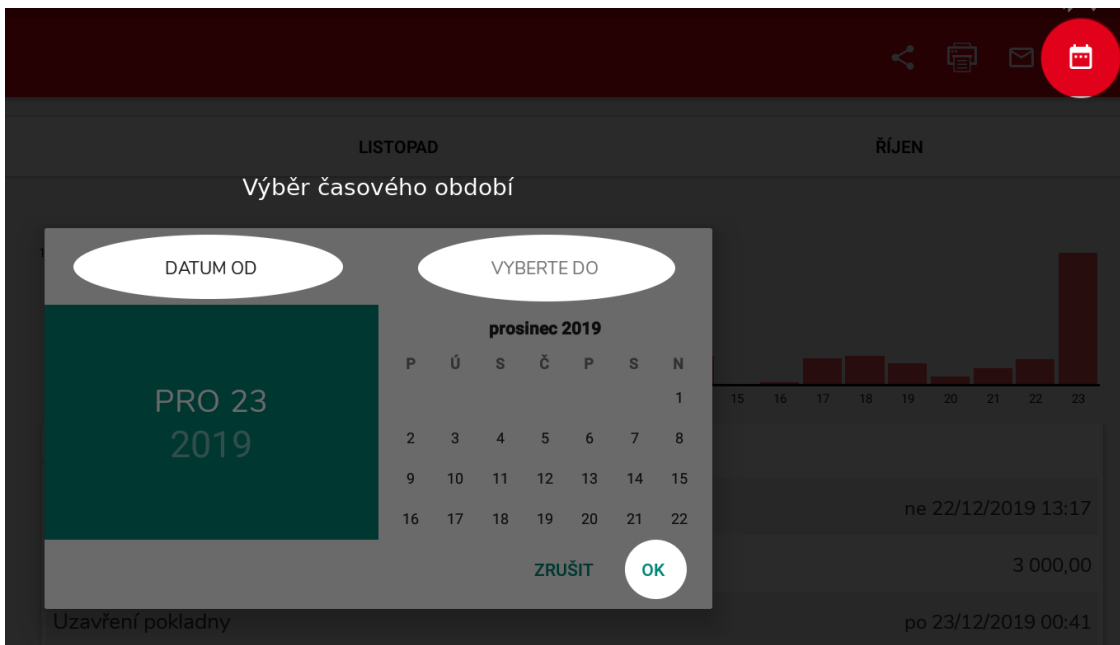 LISTOPAD ŘÍJEN
Výběr časového období
DATUM OD VYBERTE DO
prosinec 2019
P Ú S Č P S N
1
2 3 4 5 6 7 8
9 10 11 12 13 14 15
16 17 18 19 20 21 22
PRO 23
2019
ZRUŠIT OK
15 16 17 18 19 20 21 22 23
ne 22/12/2019 13:17
3 000,00
Uzavření pokladny po 23/12/2019 00:41